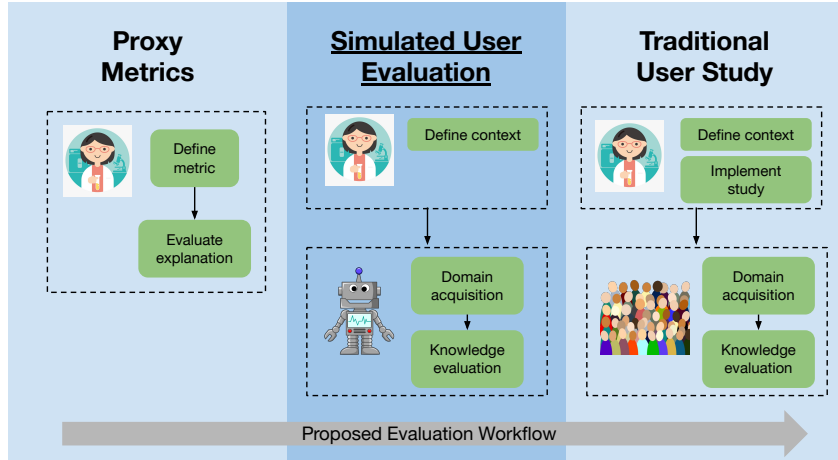 Proxy
Metrics
Define
metric
Evaluate
explanation
Simulated User
Evaluation
Define context
Domain
acquisition
Knowledge
evaluation
Traditional
User Study
Define context
Implement
study
Domain
acquisition
Knowledge
evaluation
Proposed Evaluation Workflow